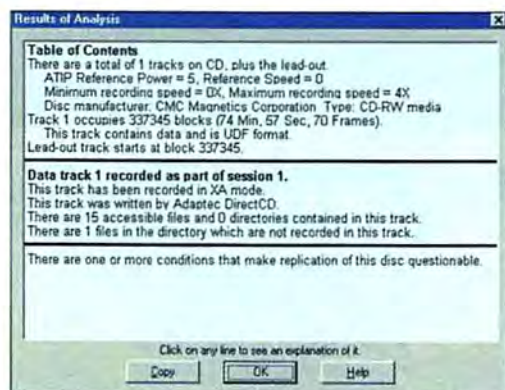 Results of Analysis
Table of Contents
There are a total of 1 tracks on CD, plus the lead-out.
ATIP Reference Power = 5, Reference Speed = 0
Minimum recording speed = 0X, Maximum recording speed = 4X
Disc manufacturer: CMC Magnetics Corporation Type: CD-RW media
Track 1 occupies 337345 blocks (74 Min, 57 Sec, 70 Frames).
This track contains data and is UDF format.
Lead-out track starts at block 337345.
Data track 1 recorded as part of session 1.
This track has been recorded in XA mode.
This track was written by Adaptec DirectCD.
There are 15 accessible files and 0 directories contained in this track.
There are 1 files in the directory which are not recorded in this track.
There are one or more conditions that make replication of this disc questionable.
Click on any line to see an explanation of it.
Copy OK Help